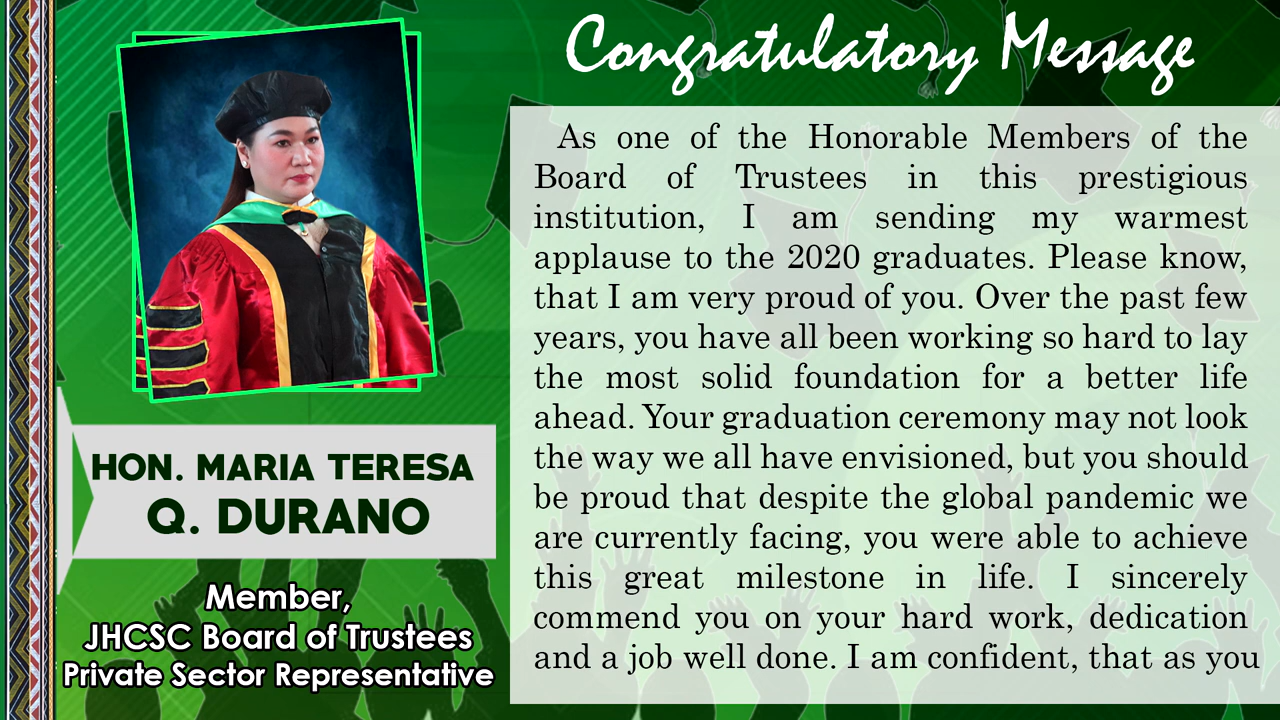 Congratulatory Message
As one of the Honorable Members of the
Board of Trustees in this prestigious
institution, I am sending my warmest
applause to the 2020 graduates. Please know,
that I am very proud of you. Over the past few
years, you have all been working so hard to lay
the most solid foundation for a better life
ahead. Your graduation ceremony may not look
the way we all have envisioned, but you should
be proud that despite the global pandemic we
are currently facing, you were able to achieve
this great milestone in life. I sincerely
commend you on your hard work, dedication
and a job well done. I am confident, that as you
HON. MARIA TERESA
Q. DURANO
Member,
JHCSC Board of Trustees
Private Sector Representative